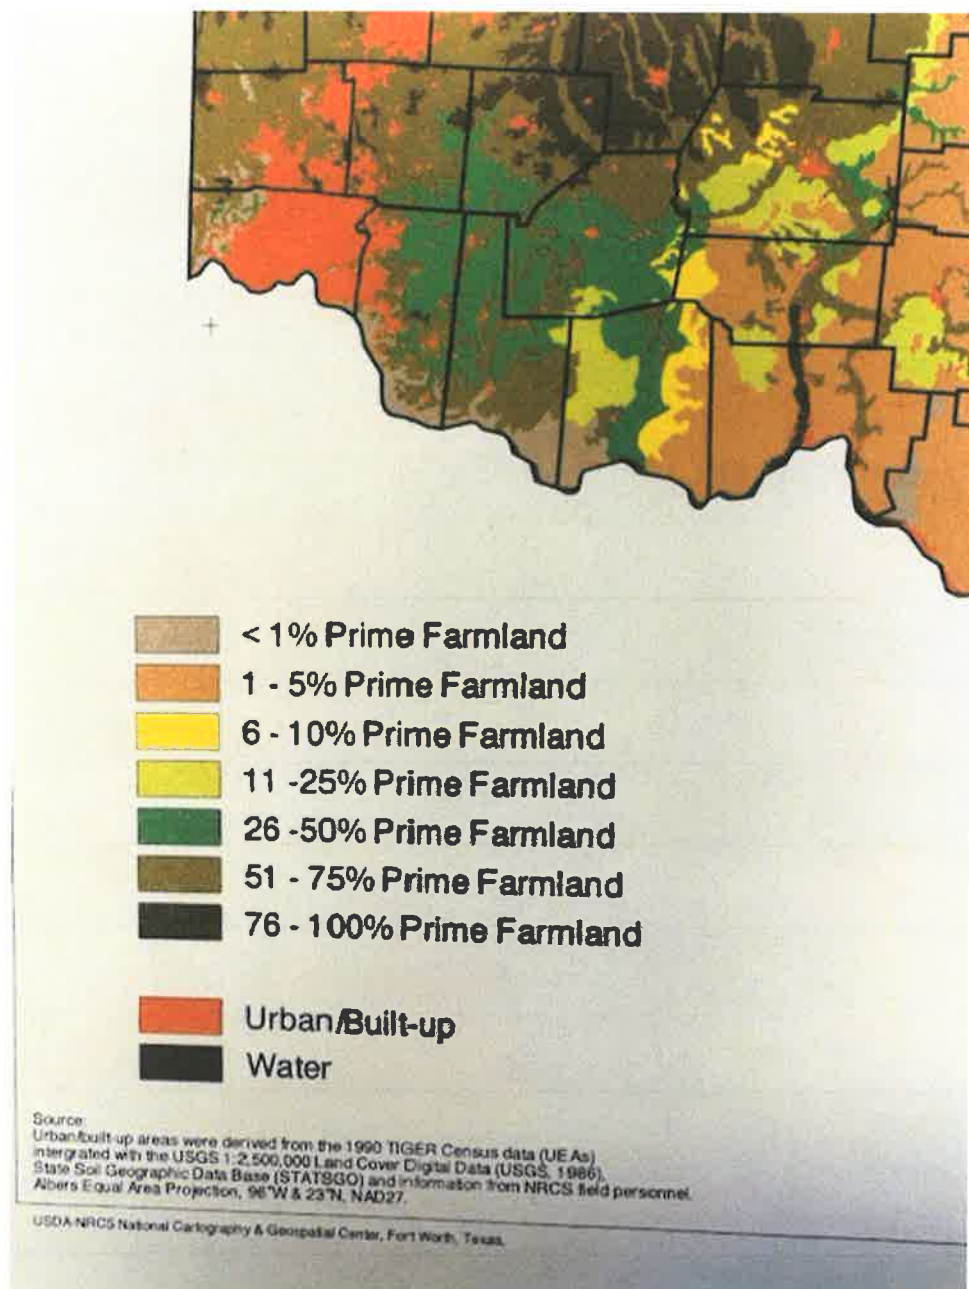 < 1% Prime Farmland
1 - 5% Prime Farmland
6 - 10% Prime Farmland
11 -25% Prime Farmland
26 -50% Prime Farmland
51 - 75% Prime Farmland
76 - 100% Prime Farmland
Urban/Built-up
Water
Source:
Urban/built-up areas were derived from the 1990 TIGER Census data (UEAs)
intergrated with the USGS 1:2,500,000 Land Cover Digital Data (USGS, 1986),
State Soil Geographic Data Base (STATSGO) and information from NRCS field personnel.
Albers Equal Area Projection, 96°W & 23°N, NAD27.
USDA-NRCS National Cartography & Geospatial Center, Fort Worth, Texas.